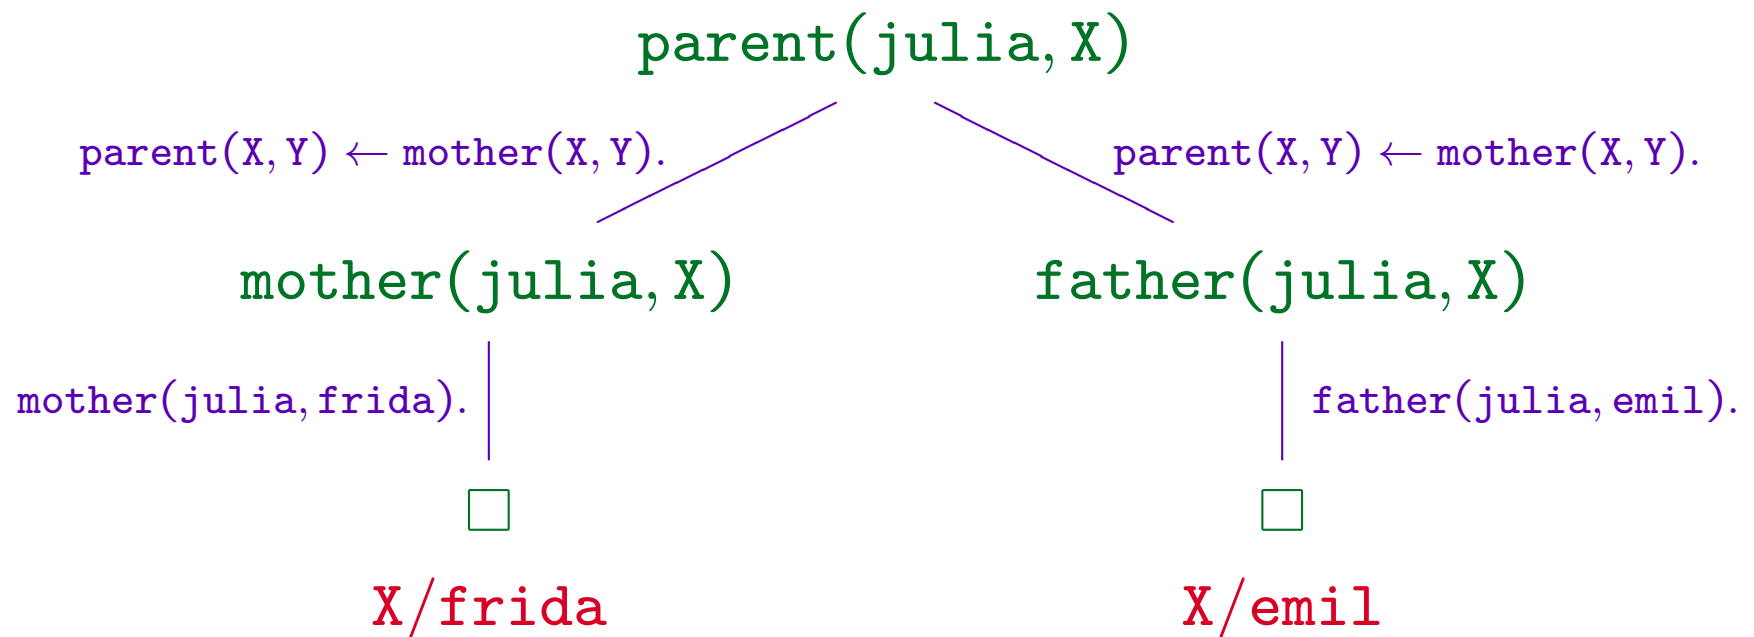 parent(julia, X)
parent(X, Y) ← mother(X, Y).
parent(X, Y) ← mother(X, Y).
mother(julia, X)
father(julia, X)
mother(julia, frida).
father(julia, emil).
X/frida
X/emil